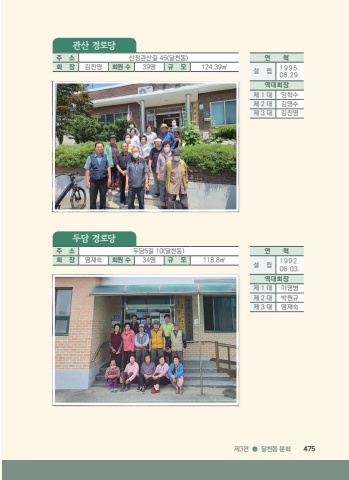 관산 경로당
주 소 산정관산길 45(달천동)
회 장 김진명 회원 수 39명 규 모 124.39㎡
연 혁
설 립 1995. 08.29.
역대회장
제 1 대 임학수
제 2 대 김명수
제 3 대 김진명
두담 경로당
주 소 두담5길 10(달천동)
회 장 염재숙 회원 수 34명 규 모 118.8㎡
연 혁
설 립 1992. 08.03.
역대회장
제 1 대 이명병
제 2 대 박원규
제 3 대 염재숙
제3편 ● 달천동 문화 475